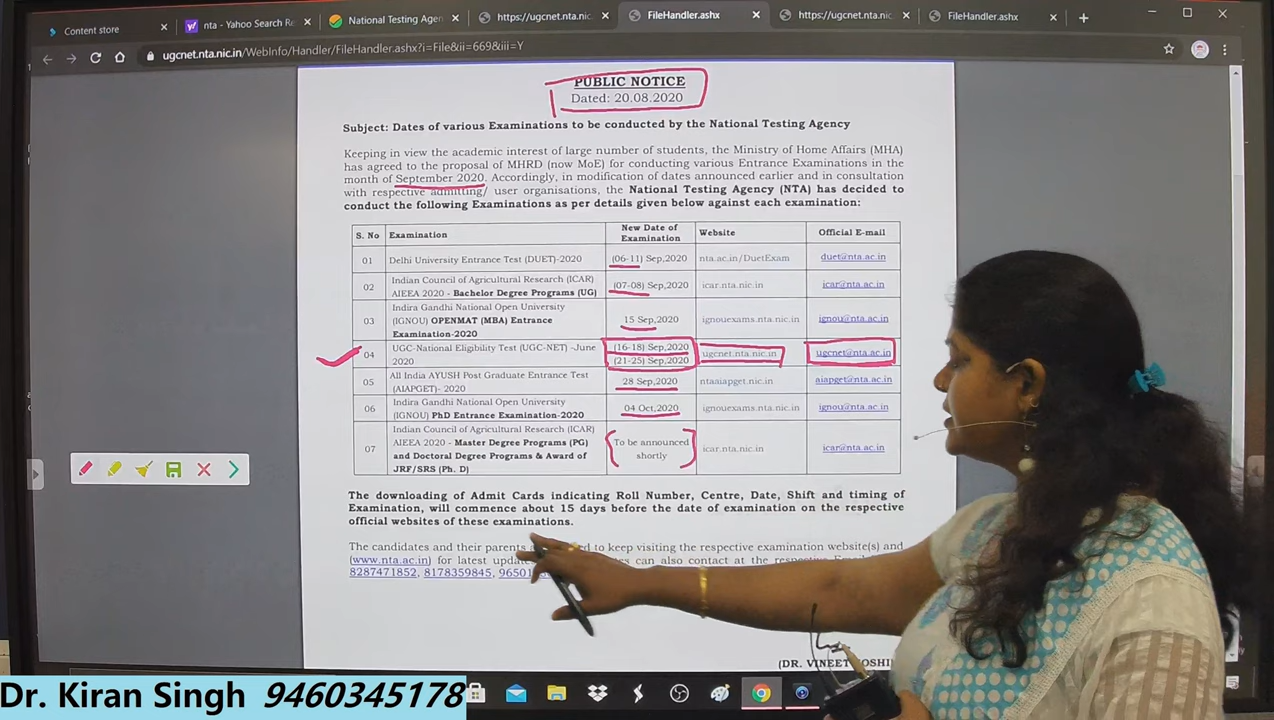 Content store
nta - Yahoo Search Re
National Testing Agen
https://ugcnet.nta.nic.
FileHandler.ashx
https://ugcnet.nta.nic.
FileHandler.ashx
ugcnet.nta.nic.in/WebInfo/Handler/FileHandler.ashx?i=File&ii=669&iii=Y
PUBLIC NOTICE
Dated: 20.08.2020
Subject: Dates of various Examinations to be conducted by the National Testing Agency
Keeping in view the academic interest of large number of students, the Ministry of Home Affairs (MHA)
has agreed to the proposal of MHRD (now MoE) for conducting various Entrance Examinations in the
month of September 2020. Accordingly, in modification of dates announced earlier and in consultation
with respective admitting/ user organisations, the National Testing Agency (NTA) has decided to
conduct the following Examinations as per details given below against each examination:
S. No Examination New Date of Examination Website Official E-mail
01 Delhi University Entrance Test (DUET)-2020 (06-11) Sep,2020 nta.ac.in/DuetExam duet@nta.ac.in
02 Indian Council of Agricultural Research (ICAR)
AIEEA 2020 - Bachelor Degree Programs (UG) (07-08) Sep,2020 icar.nta.nic.in icar@nta.ac.in
03 Indira Gandhi National Open University
(IGNOU) OPENMAT (MBA) Entrance
Examination-2020 15 Sep,2020 ignouexams.nta.nic.in ignou@nta.ac.in
04 UGC-National Eligibility Test (UGC-NET) -June
2020 (16-18) Sep,2020
(21-25) Sep,2020 ugcnet.nta.nic.in ugcnet@nta.ac.in
05 All India AYUSH Post Graduate Entrance Test
(AIAPGET)- 2020 28 Sep,2020 ntaaiapget.nic.in aiapget@nta.ac.in
06 Indira Gandhi National Open University
(IGNOU) PhD Entrance Examination-2020 04 Oct,2020 ignouexams.nta.nic.in ignou@nta.ac.in
07 Indian Council of Agricultural Research (ICAR)
AIEEA 2020 - Master Degree Programs (PG)
and Doctoral Degree Programs & Award of
JRF/SRS (Ph. D) To be announced
shortly icar.nta.nic.in icar@nta.ac.in
The downloading of Admit Cards indicating Roll Number, Centre, Date, Shift and timing of
Examination, will commence about 15 days before the date of examination on the respective
official websites of these examinations.
The candidates and their parents to keep visiting the respective examination website(s) and
(www.nta.ac.in) for latest can also contact at the respective
8287471852, 8178359845,
(DR. VINEET JOSHI
Dr. Kiran Singh 9460345178